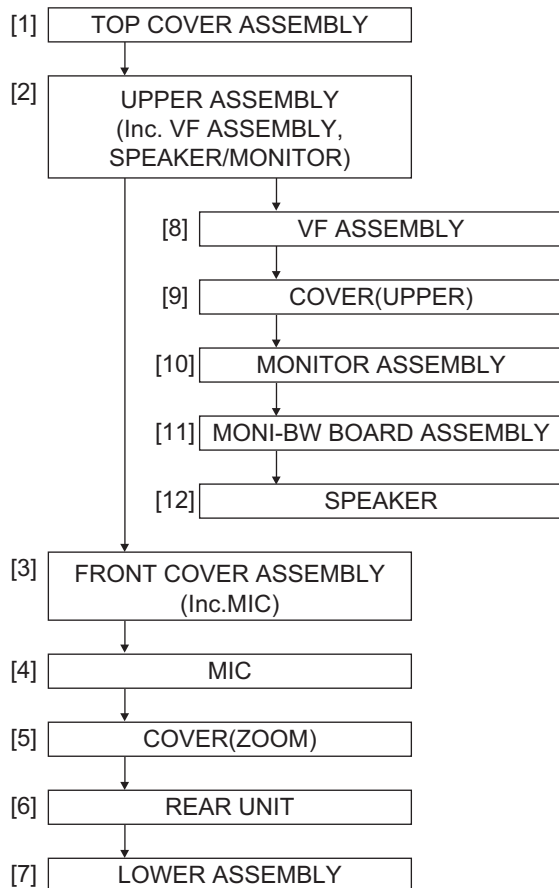 [1] TOP COVER ASSEMBLY
[2] UPPER ASSEMBLY
(Inc. VF ASSEMBLY,
SPEAKER/MONITOR)
[8] VF ASSEMBLY
[9] COVER(UPPER)
[10] MONITOR ASSEMBLY
[11] MONI-BW BOARD ASSEMBLY
[12] SPEAKER
[3] FRONT COVER ASSEMBLY
(Inc.MIC)
[4] MIC
[5] COVER(ZOOM)
[6] REAR UNIT
[7] LOWER ASSEMBLY